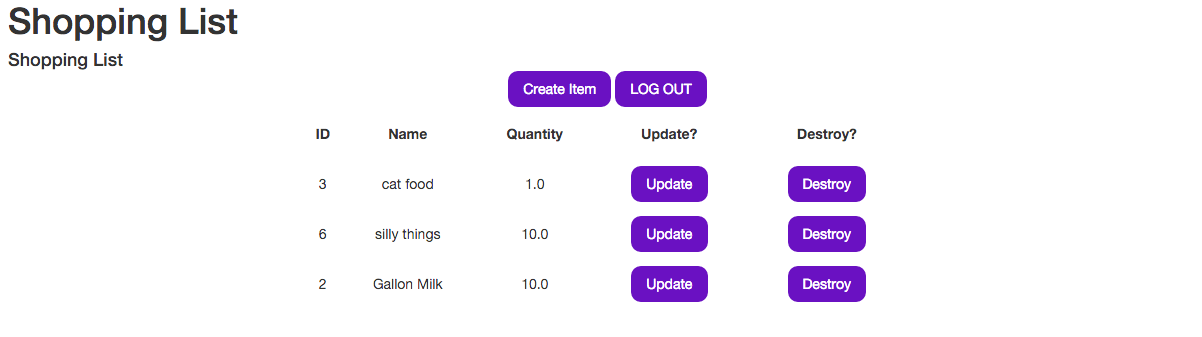 Shopping List
Shopping List
Create Item LOG OUT
ID Name Quantity Update? Destroy?
3 cat food 1.0 Update Destroy
6 silly things 10.0 Update Destroy
2 Gallon Milk 10.0 Update Destroy